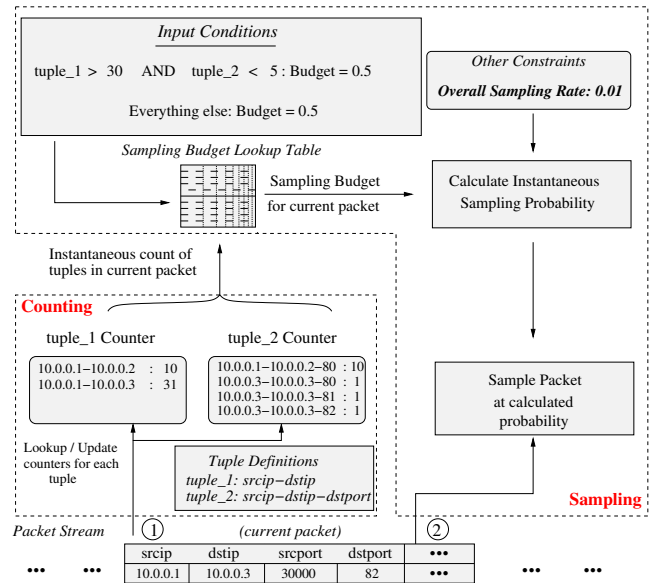 Input Conditions
tuple_1 > 30 AND tuple_2 < 5 : Budget = 0.5
Everything else: Budget = 0.5
Other Constraints
Overall Sampling Rate: 0.01
Sampling Budget Lookup Table
Sampling Budget
for current packet
Calculate Instantaneous
Sampling Probability
Instantaneous count of
tuples in current packet
Counting
tuple_1 Counter
tuple_2 Counter
10.0.0.1−10.0.0.2 : 10
10.0.0.1−10.0.0.3 : 31
10.0.0.1−10.0.0.2−80 : 10
10.0.0.3−10.0.0.3−80 : 1
10.0.0.3−10.0.0.3−81 : 1
10.0.0.3−10.0.0.3−82 : 1
Sample Packet
at calculated
probability
Lookup / Update
counters for each
tuple
Tuple Definitions
tuple_1: srcip−dstip
tuple_2: srcip−dstip−dstport
Sampling
Packet Stream
1
(current packet)
2
srcip dstip srcport dstport •••
••• ••• 10.0.0.1 10.0.0.3 30000 82 ••• ••• •••